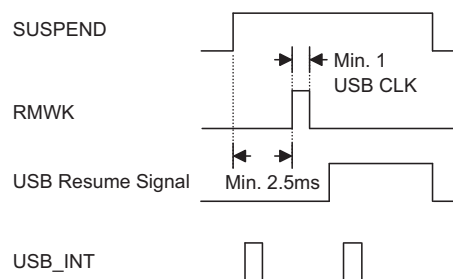 SUSPEND
Min. 1
USB CLK
RMWK
USB Resume Signal
Min. 2.5ms
USB_INT